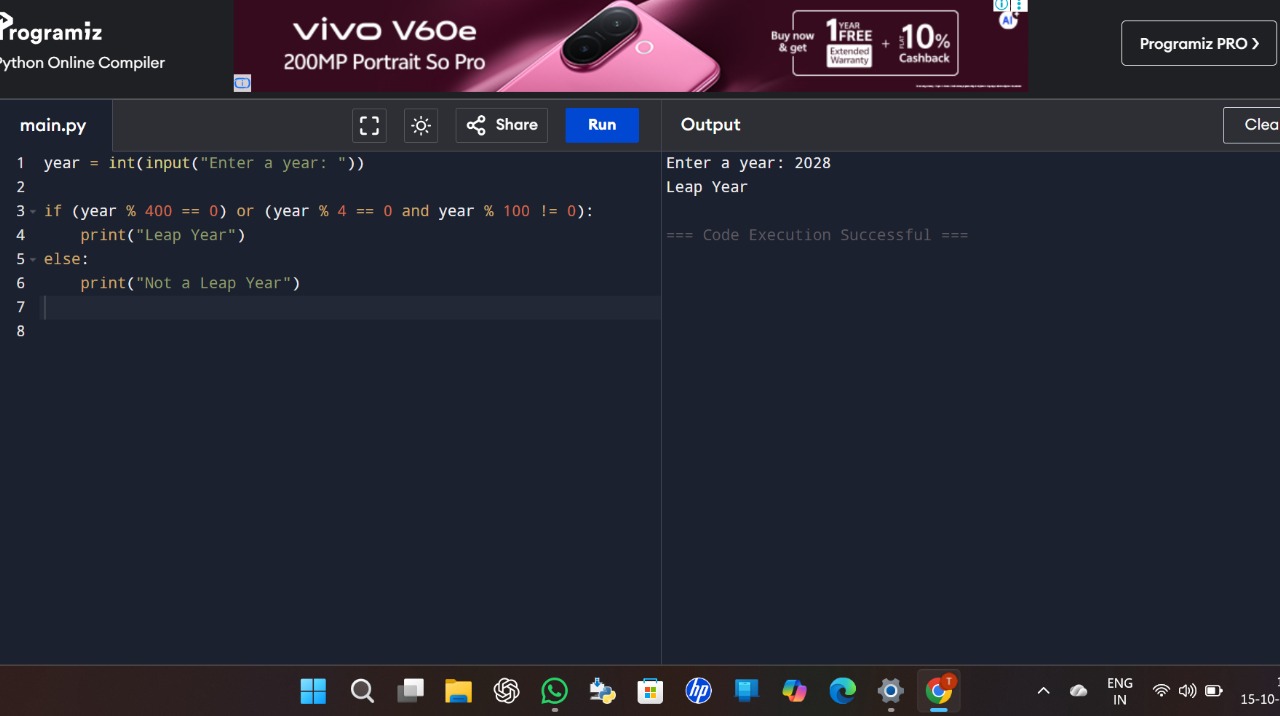 Programiz
Python Online Compiler
vivo V60e
200MP Portrait So Pro
Buy now & get
1 YEAR FREE
Extended Warranty
+
FLAT 10% Cashback
AI+
Programiz PRO ❯
main.py
Share
Run
Output
Clea
1 year = int(input("Enter a year: "))
2
3 if (year % 400 == 0) or (year % 4 == 0 and year % 100 != 0):
4     print("Leap Year")
5 else:
6     print("Not a Leap Year")
7
8
Enter a year: 2028
Leap Year
=== Code Execution Successful ===
hp
T
ENG
IN
15-10-